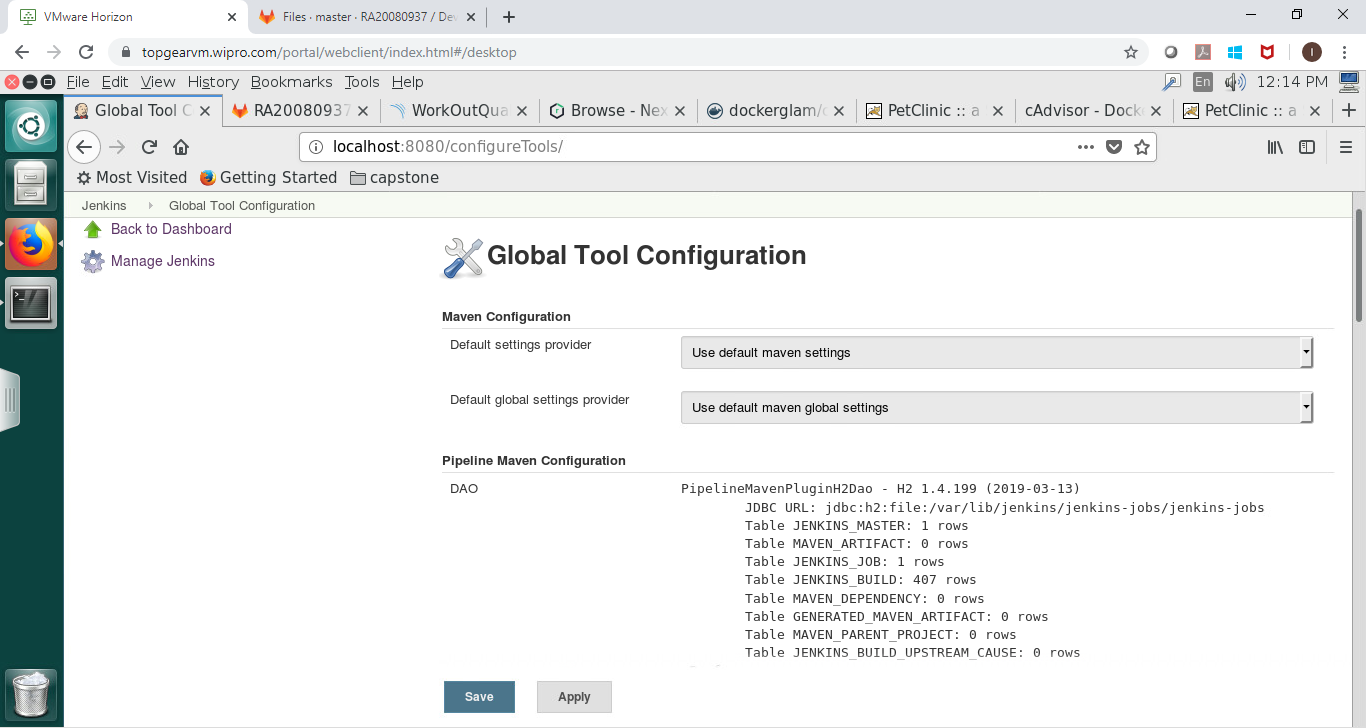 VMware Horizon
Files · master · RA20080937 / De
topgearvm.wipro.com/portal/webclient/index.html#/desktop
I
File Edit View History Bookmarks Tools Help
En
12:14 PM
Global Tool C
RA20080937
WorkOutQua
Browse - Nex
dockerglam/c
PetClinic :: a
cAdvisor - Docke
PetClinic :: a
localhost:8080/configureTools/
Most Visited Getting Started capstone
Jenkins Global Tool Configuration
Back to Dashboard
Manage Jenkins
Global Tool Configuration
Maven Configuration
Default settings provider
Use default maven settings
Default global settings provider
Use default maven global settings
Pipeline Maven Configuration
DAO
PipelineMavenPluginH2Dao - H2 1.4.199 (2019-03-13)
JDBC URL: jdbc:h2:file:/var/lib/jenkins/jenkins-jobs/jenkins-jobs
Table JENKINS_MASTER: 1 rows
Table MAVEN_ARTIFACT: 0 rows
Table JENKINS_JOB: 1 rows
Table JENKINS_BUILD: 407 rows
Table MAVEN_DEPENDENCY: 0 rows
Table GENERATED_MAVEN_ARTIFACT: 0 rows
Table MAVEN_PARENT_PROJECT: 0 rows
Table JENKINS_BUILD_UPSTREAM_CAUSE: 0 rows
Save Apply